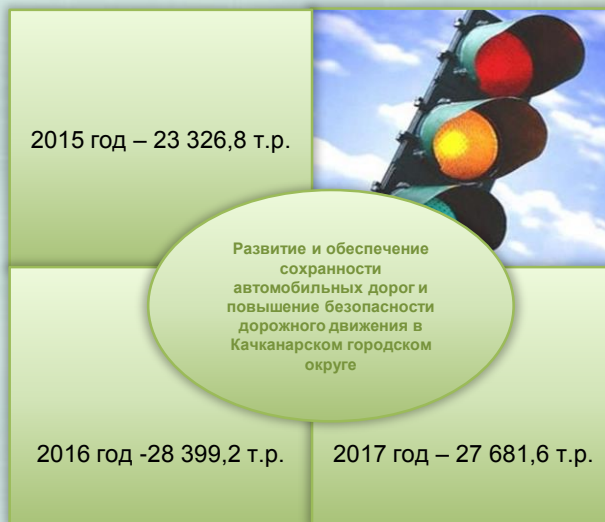 2015 год – 23 326,8 т.р.
Развитие и обеспечение
сохранности
автомобильных дорог и
повышение безопасности
дорожного движения в
Качканарском городском
округе
2016 год -28 399,2 т.р.
2017 год – 27 681,6 т.р.